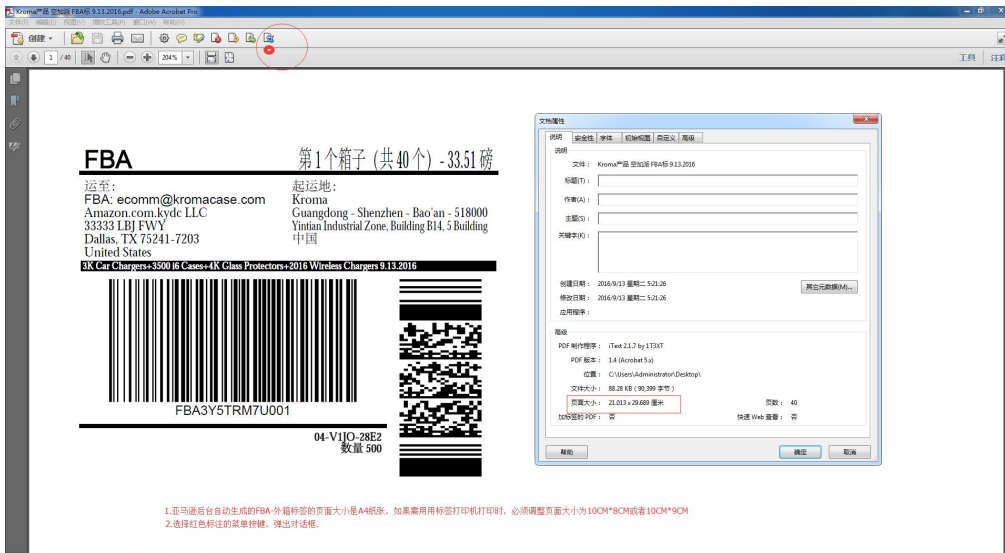 Kroma产品 空加派 FBA标 9.13.2016.pdf - Adobe Acrobat Pro
文件(F) 编辑(E) 视图(V) 增效工具(P) 窗口(W) 帮助(H)
创建
1 /40 204% 工具
FBA
第1个箱子 (共40个) - 33.51 磅
运至:
FBA: ecomm@kromacase.com
Amazon.com.kydc LLC
33333 LBJ FWY
Dallas, TX 75241-7203
United States
起运地:
Kroma
Guangdong - Shenzhen - Bao'an - 518000
Yintian Industrial Zone, Building B14, 5 Building
中国
3K Car Chargers+3500 i6 Cases+4K Glass Protectors+2016 Wireless Chargers 9.13.2016
FBA3Y5TRM7U001
04-V1JO-28E2
数量 500
文档属性
说明 安全性 字体 初始视图 自定义 高级
说明
文件: Kroma产品 空加派 FBA标 9.13.2016
标题(T):
作者(A):
主题(S):
关键字(K):
创建日期: 2016/9/13 星期二 5:21:26
修改日期: 2016/9/13 星期二 5:21:26
应用程序:
其它元数据(M)...
高级
PDF 制作程序: iText 2.1.7 by 1T3XT
PDF 版本: 1.4 (Acrobat 5.x)
位置: C:\Users\Administrator\Desktop\
文件大小: 88.28 KB (90,399 字节)
页面大小: 21.013 x 29.689 厘米 页数: 40
加标签的 PDF: 否 快速 Web 查看: 否
帮助 确定 取消
1.亚马逊后台自动生成的FBA-外箱标签的页面大小是A4纸张，如果需用用标签打印机打印时，必须调整页面大小为10CM*8CM或者10CM*9CM
2.选择红色标注的菜单按键，弹出对话框.